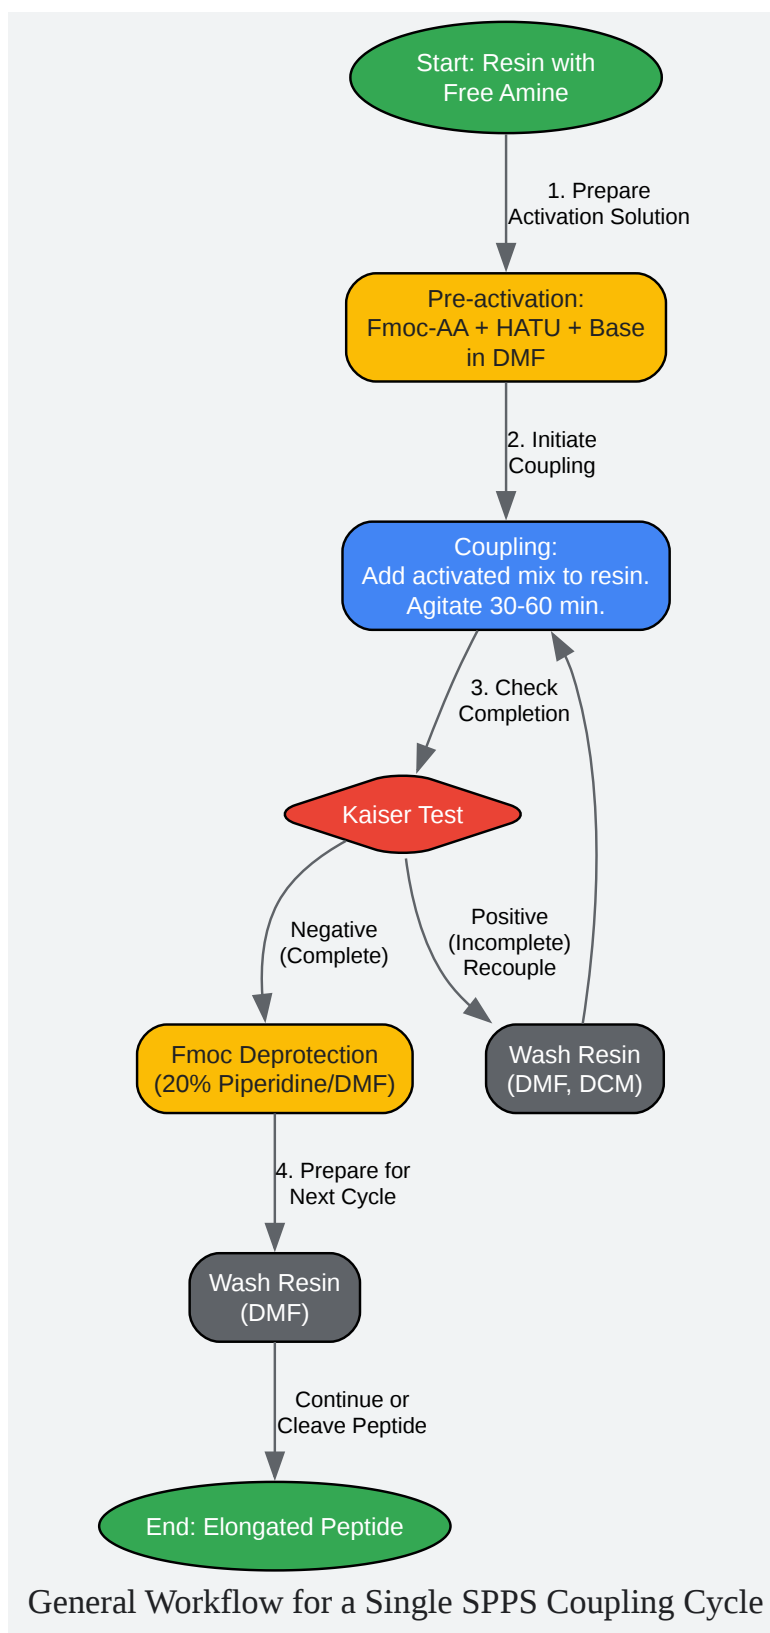 Start: Resin with
Free Amine
1. Prepare
Activation Solution
Pre-activation:
Fmoc-AA + HATU + Base
in DMF
2. Initiate
Coupling
Coupling:
Add activated mix to resin.
Agitate 30-60 min.
3. Check
Completion
Kaiser Test
Negative
(Complete)
Positive
(Incomplete)
Recouple
Fmoc Deprotection
(20% Piperidine/DMF)
Wash Resin
(DMF, DCM)
4. Prepare for
Next Cycle
Wash Resin
(DMF)
Continue or
Cleave Peptide
End: Elongated Peptide
General Workflow for a Single SPPS Coupling Cycle